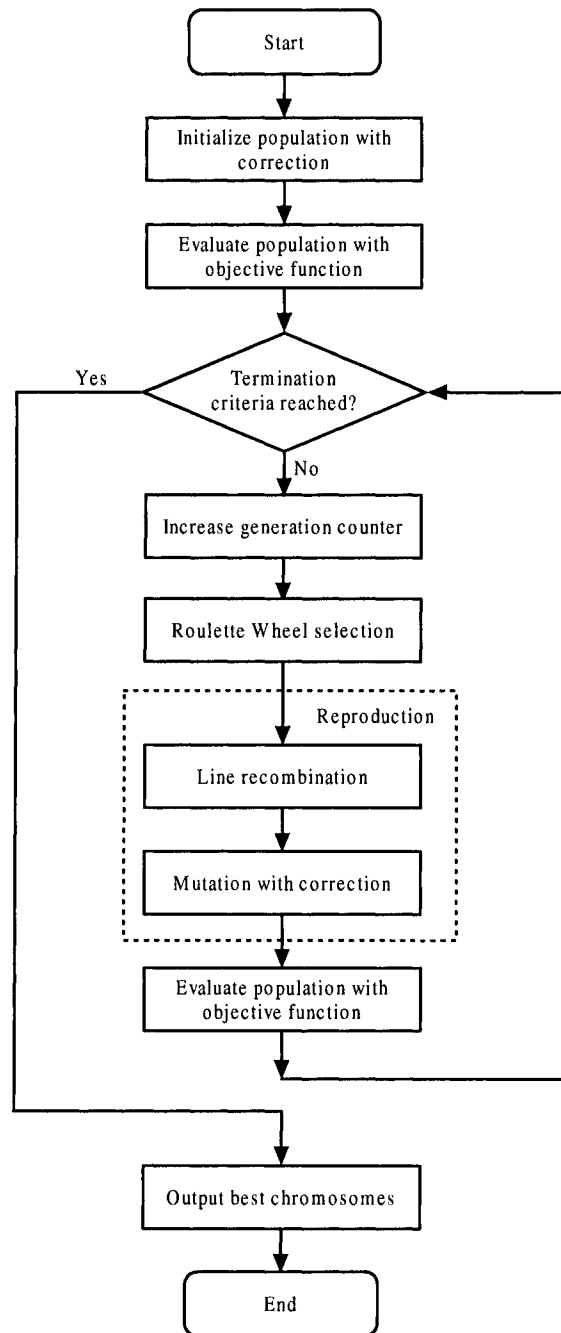 Start
Initialize population with
correction
Evaluate population with
objective function
Termination
criteria reached?
Yes
No
Increase generation counter
Roulette Wheel selection
Reproduction
Line recombination
Mutation with correction
Evaluate population with
objective function
Output best chromosomes
End